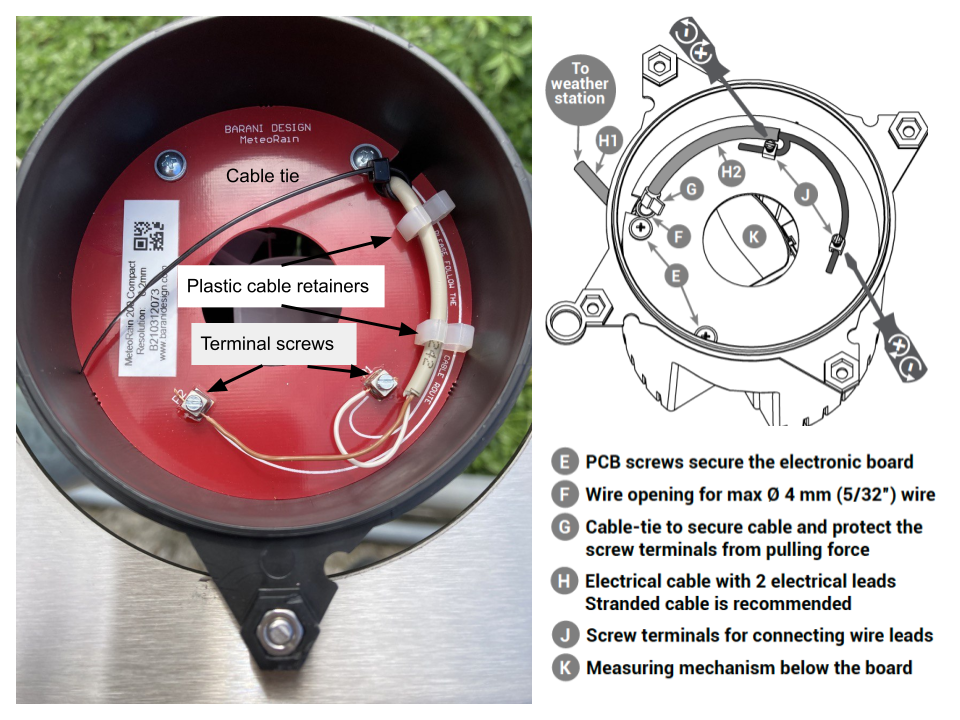 BARANI DESIGN
MeteoRain
Cable tie
PLEASE FOLLOW THE
CABLE ROUTE
Plastic cable retainers
Terminal screws
MeteoRain 200 Compact
Resolution 0.2mm
B210312073
www.baranidesign.com
To
weather
station
H1
H2
G
F
E
J
K
E PCB screws secure the electronic board
F Wire opening for max Ø 4 mm (5/32") wire
G Cable-tie to secure cable and protect the
screw terminals from pulling force
H Electrical cable with 2 electrical leads
Stranded cable is recommended
J Screw terminals for connecting wire leads
K Measuring mechanism below the board